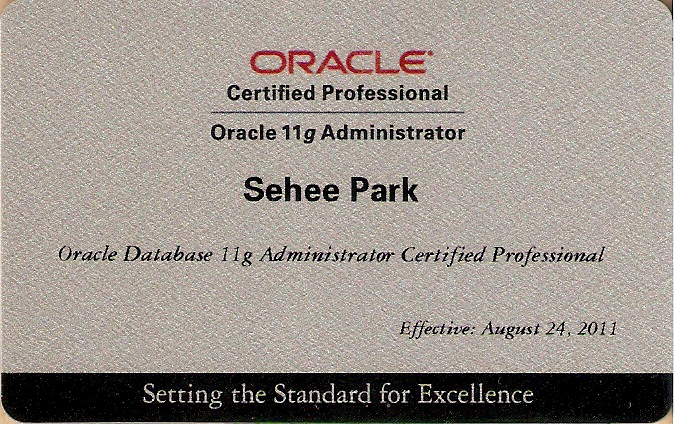 ORACLE
Certified Professional
Oracle 11g Administrator
Sehee Park
Oracle Database 11g Administrator Certified Professional
Effective: August 24, 2011
Setting the Standard for Excellence